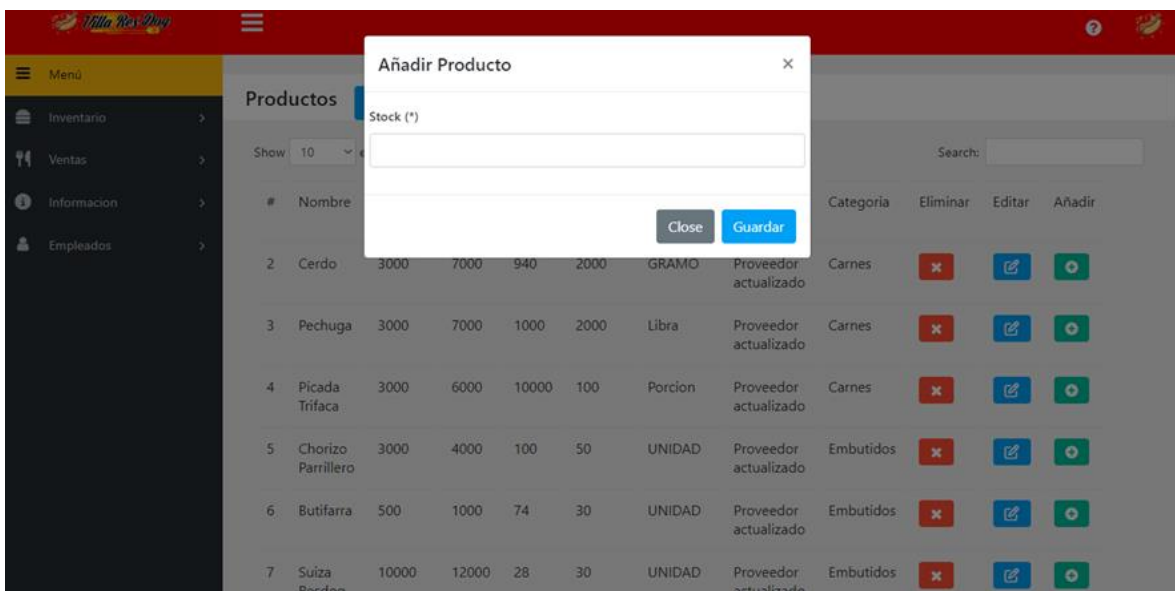 Villa Res Dog
Añadir Producto ×
Menú
Productos
Stock (*)
Inventario
Show 10
Search:
Ventas
Informacion
Empleados
# Nombre Categoria Eliminar Editar Añadir
Close Guardar
2 Cerdo 3000 7000 940 2000 GRAMO Proveedor actualizado Carnes
3 Pechuga 3000 7000 1000 2000 Libra Proveedor actualizado Carnes
4 Picada Trifaca 3000 6000 10000 100 Porcion Proveedor actualizado Carnes
5 Chorizo Parrillero 3000 4000 100 50 UNIDAD Proveedor actualizado Embutidos
6 Butifarra 500 1000 74 30 UNIDAD Proveedor actualizado Embutidos
7 Suiza 10000 12000 28 30 UNIDAD Proveedor Embutidos